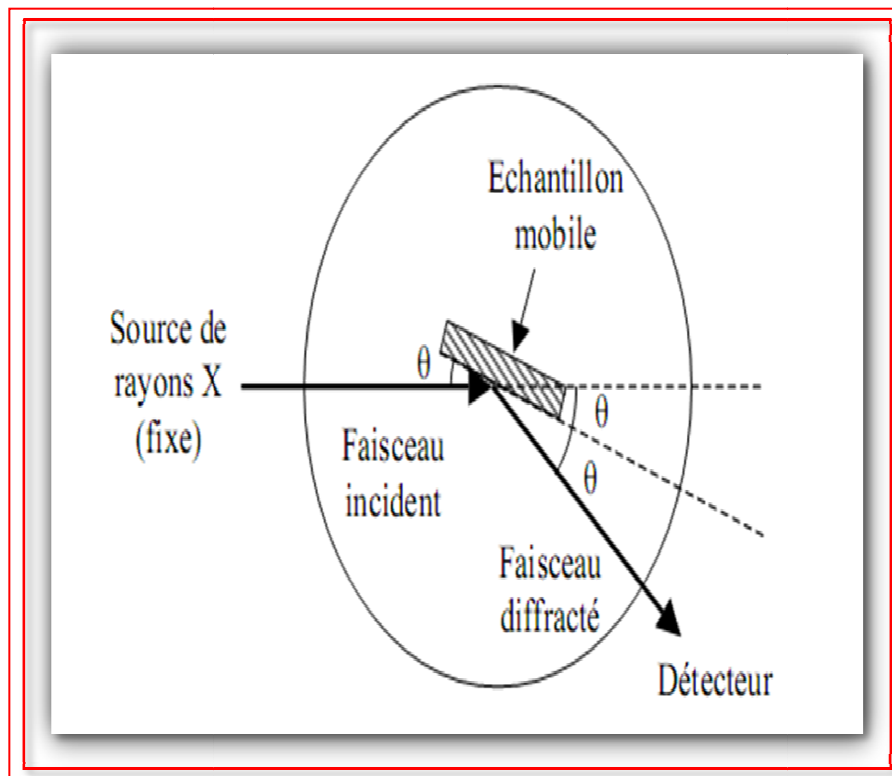 Echantillon
mobile
Source de
rayons X
(fixe)
θ
θ
θ
Faisceau
incident
Faisceau
diffracté
Détecteur